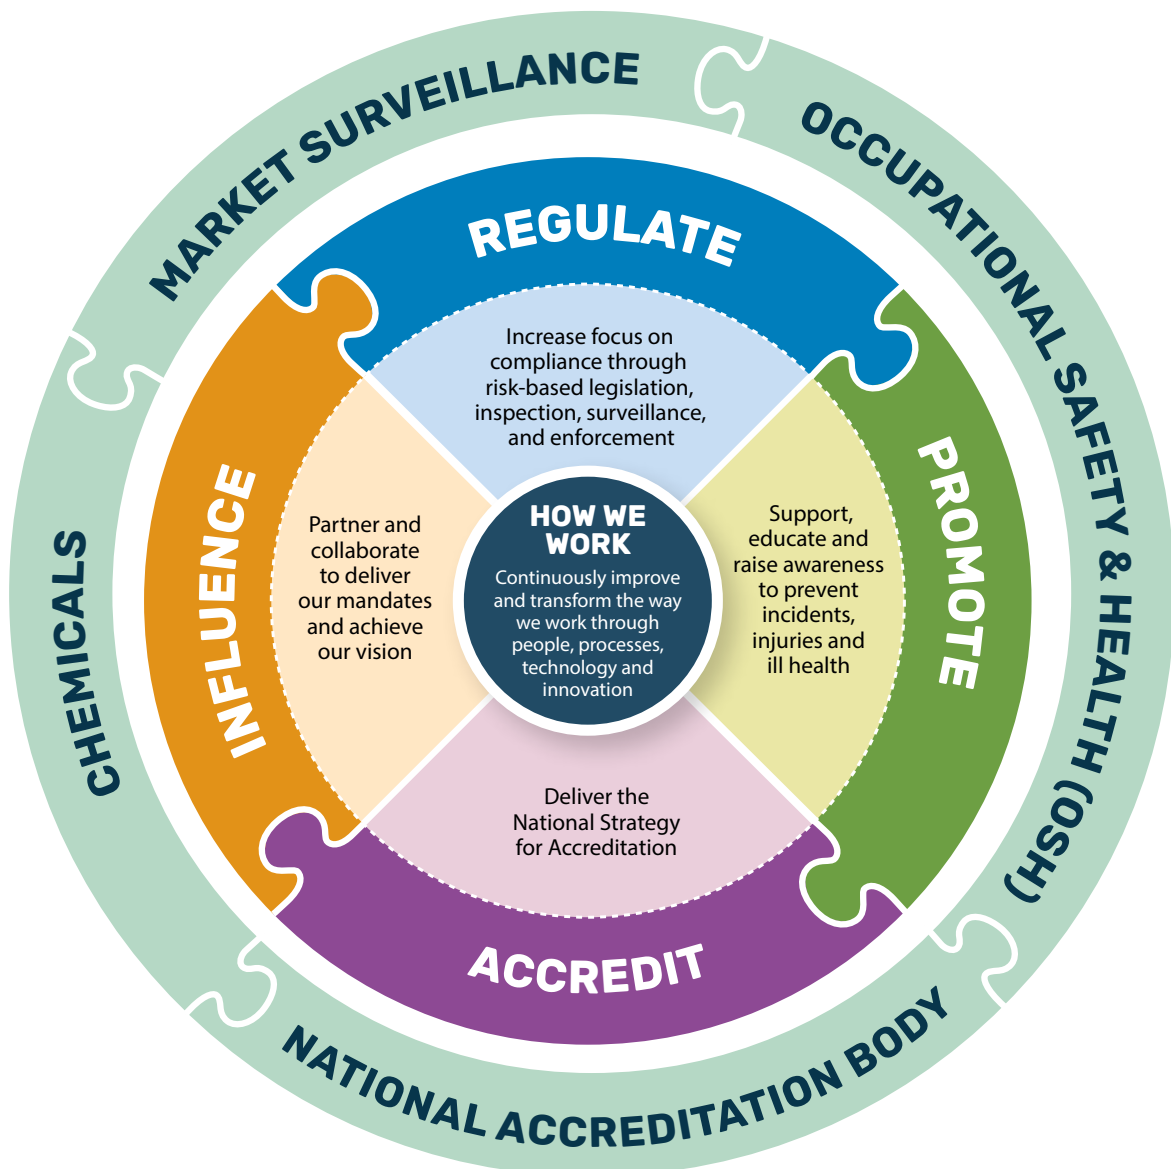 MARKET SURVEILLANCE
OCCUPATIONAL SAFETY & HEALTH (OSH)
NATIONAL ACCREDITATION BODY
CHEMICALS
REGULATE
Increase focus on
compliance through
risk-based legislation,
inspection, surveillance,
and enforcement
PROMOTE
Support,
educate and
raise awareness
to prevent
incidents,
injuries and
ill health
ACCREDIT
Deliver the
National Strategy
for Accreditation
INFLUENCE
Partner and
collaborate
to deliver
our mandates
and achieve
our vision
HOW WE
WORK
Continuously improve
and transform the way
we work through
people, processes,
technology and
innovation